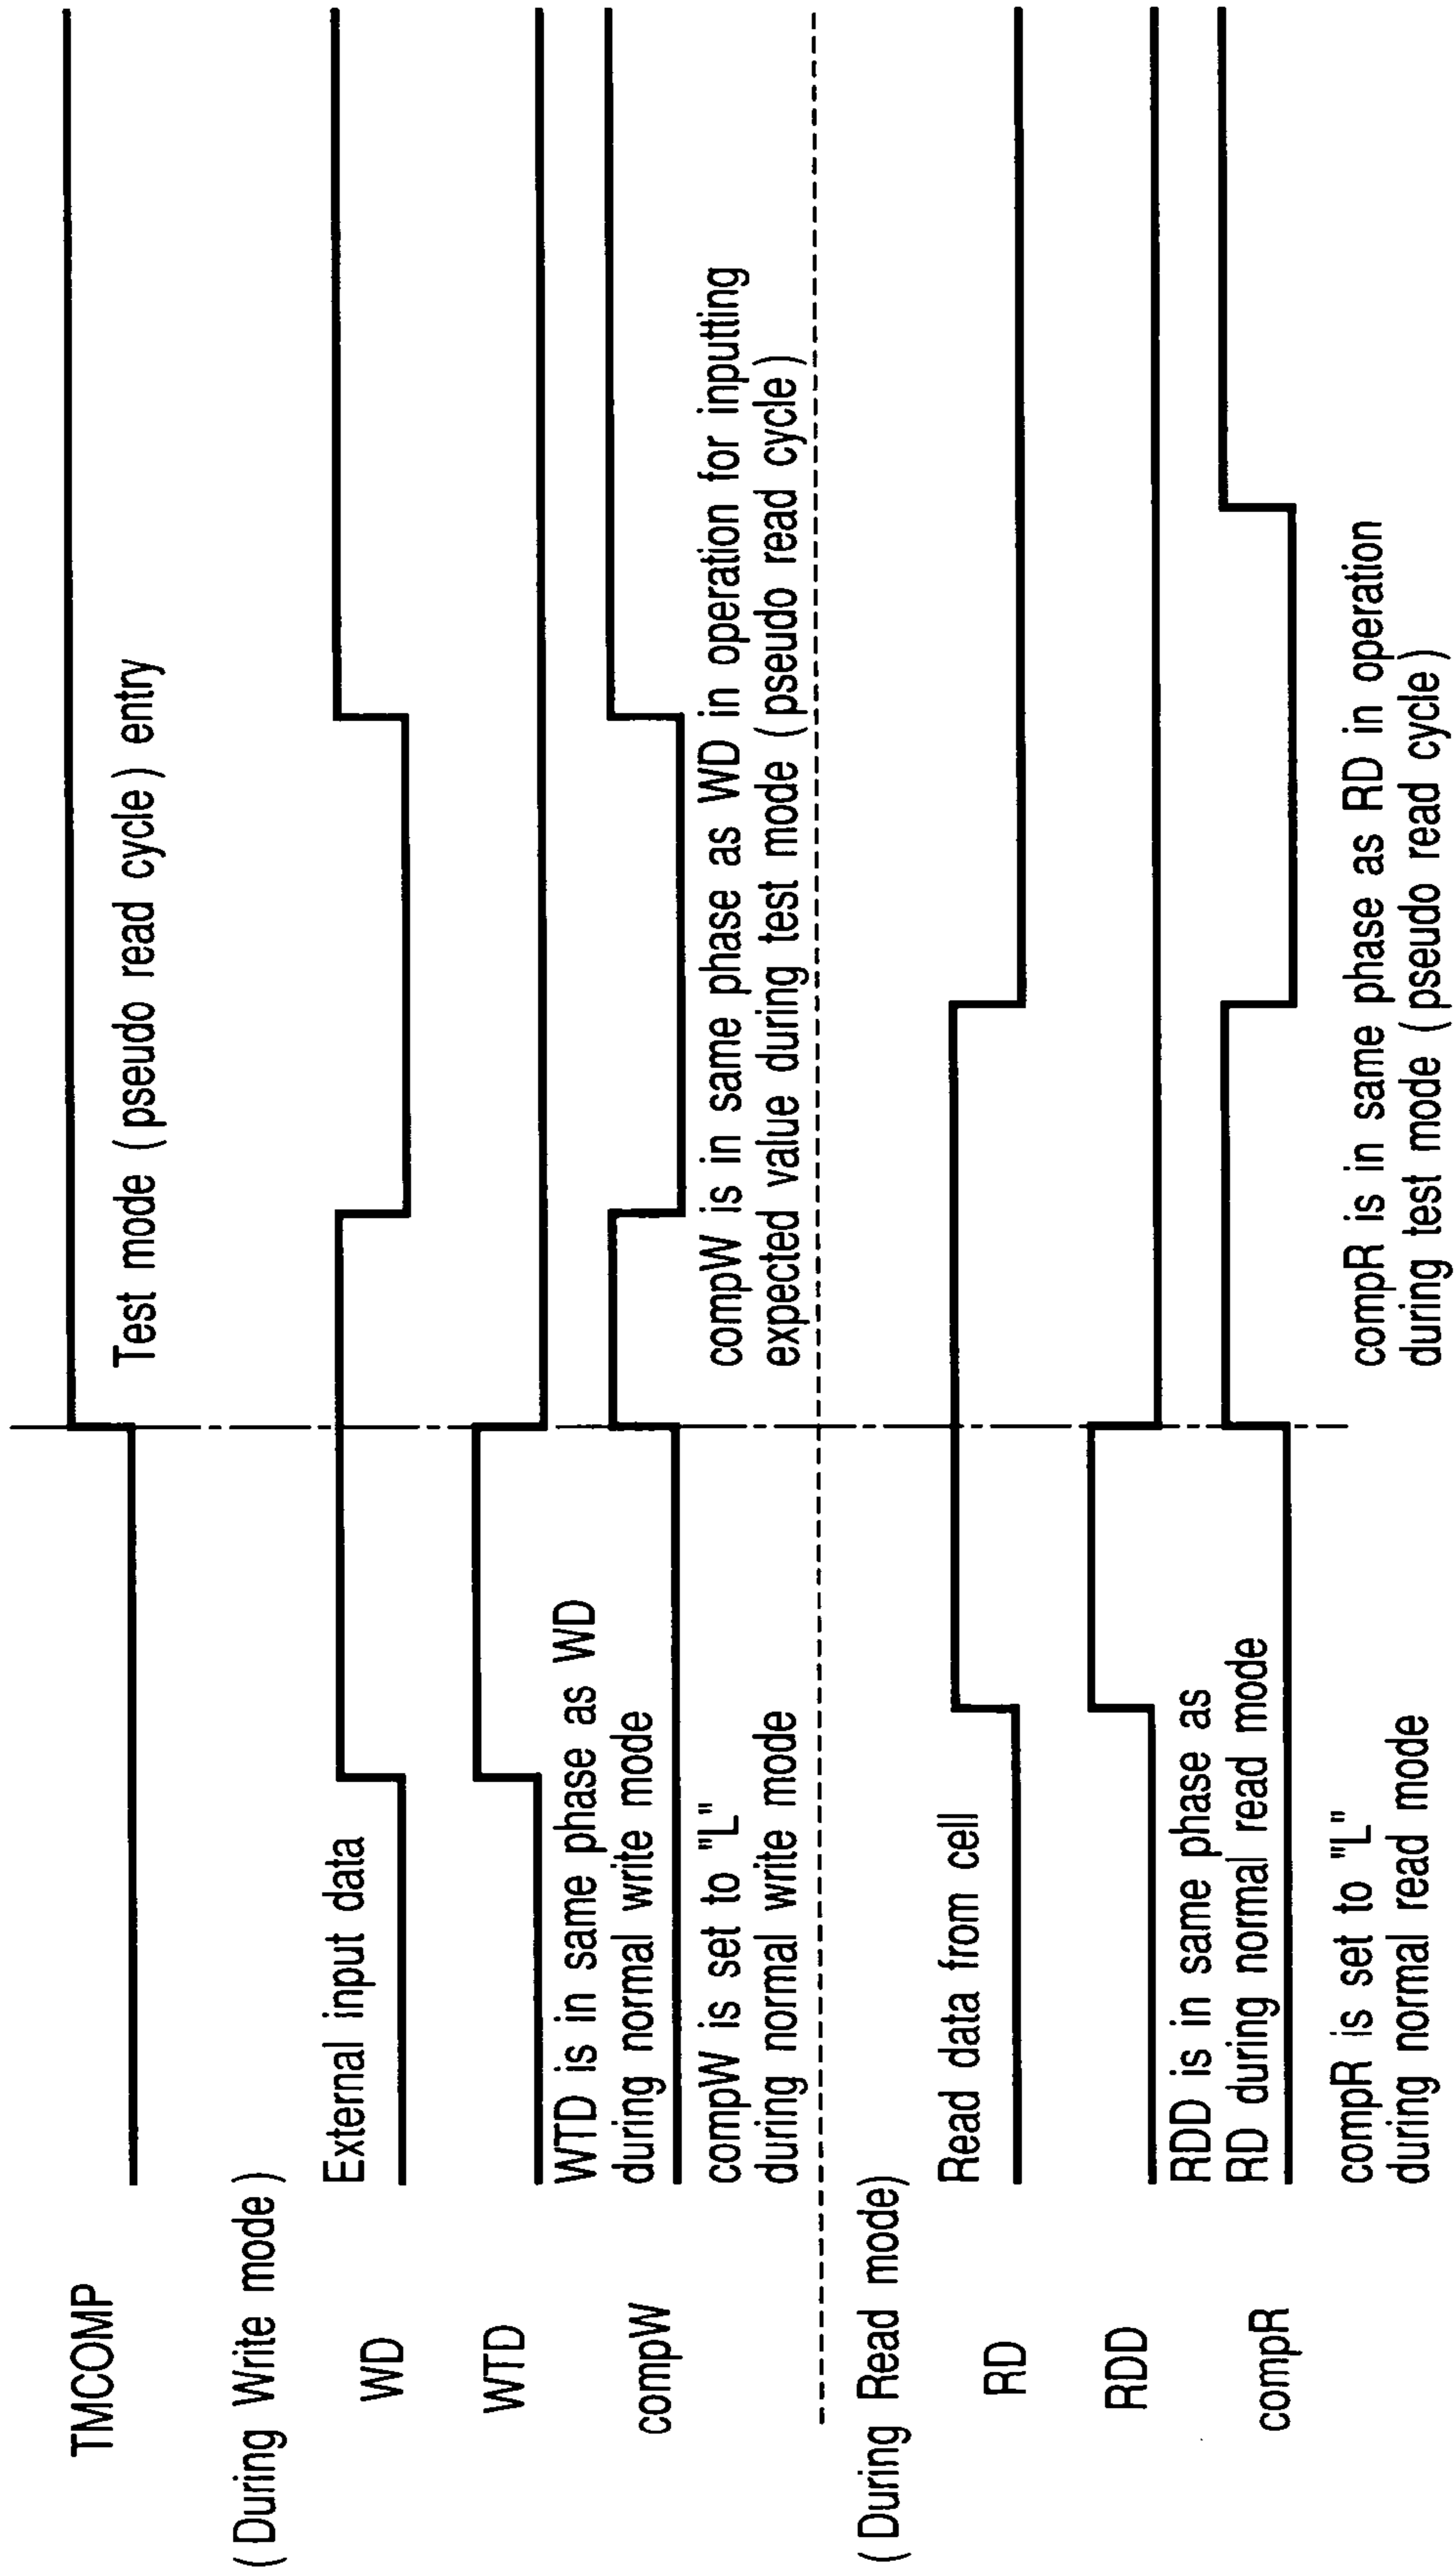 TMCOMP
Test mode ( pseudo read cycle ) entry
( During Write mode )
WD
External input data
WTD
WTD is in same phase as WD
during normal write mode
compW
compW is set to "L"
during normal write mode
compW is in same phase as WD in operation for inputting
expected value during test mode ( pseudo read cycle )
( During Read mode)
RD
Read data from cell
RDD
RDD is in same phase as
RD during normal read mode
compR
compR is set to "L"
during normal read mode
compR is in same phase as RD in operation
during test mode ( pseudo read cycle )